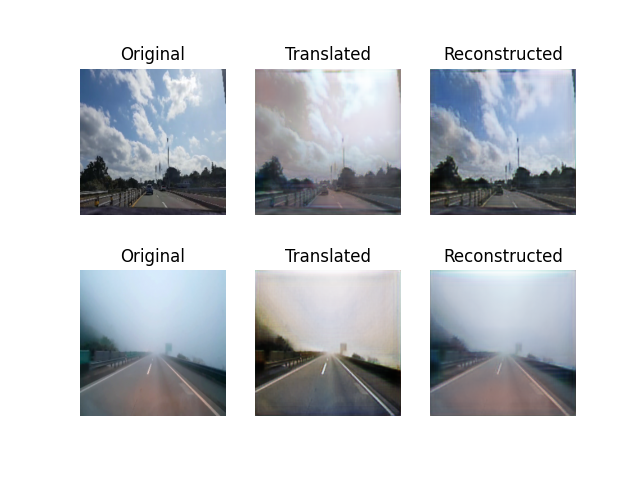 Original
Translated
Reconstructed
Original
Translated
Reconstructed